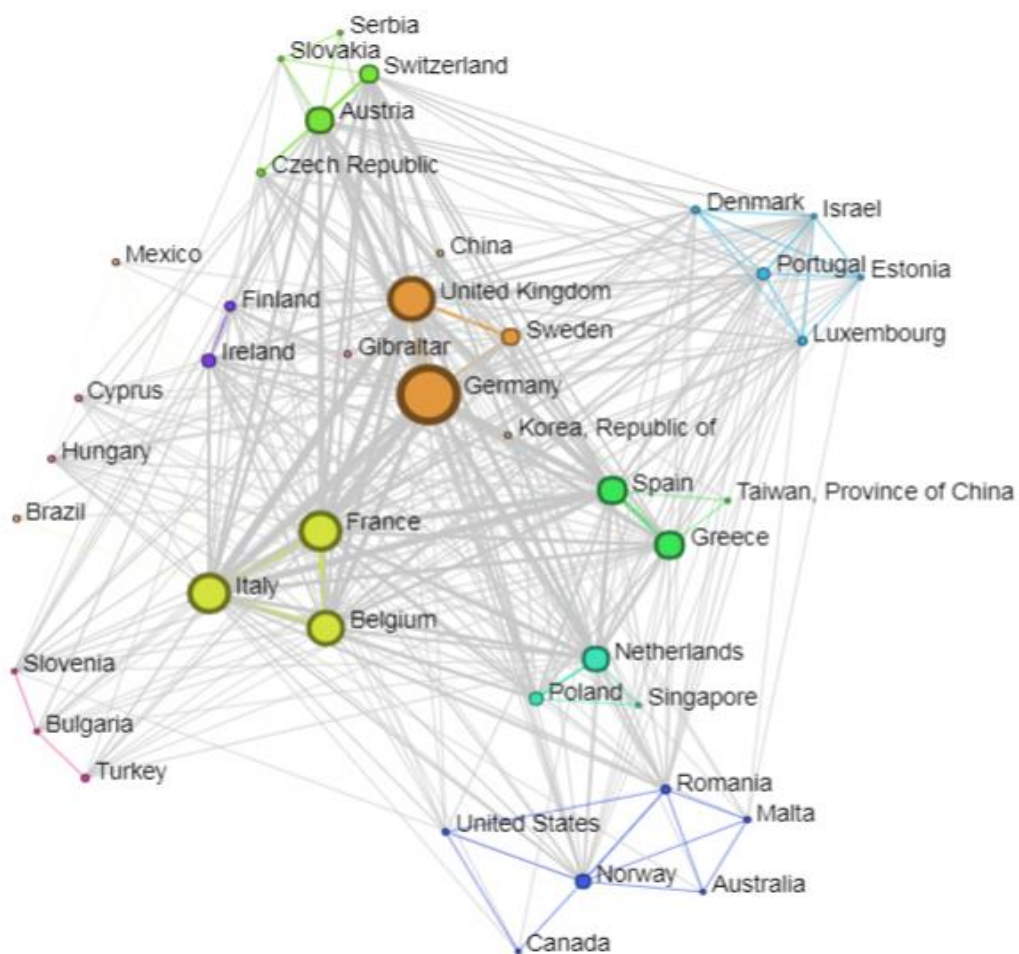 Serbia
Slovakia
Switzerland
Austria
Czech Republic
Denmark
Israel
China
Mexico
Portugal
Estonia
United Kingdom
Finland
Sweden
Luxembourg
Gibraltar
Ireland
Germany
Cyprus
Korea, Republic of
Hungary
Spain
Taiwan, Province of China
Brazil
France
Greece
Italy
Belgium
Netherlands
Slovenia
Poland
Singapore
Bulgaria
Turkey
Romania
Malta
United States
Norway
Australia
Canada